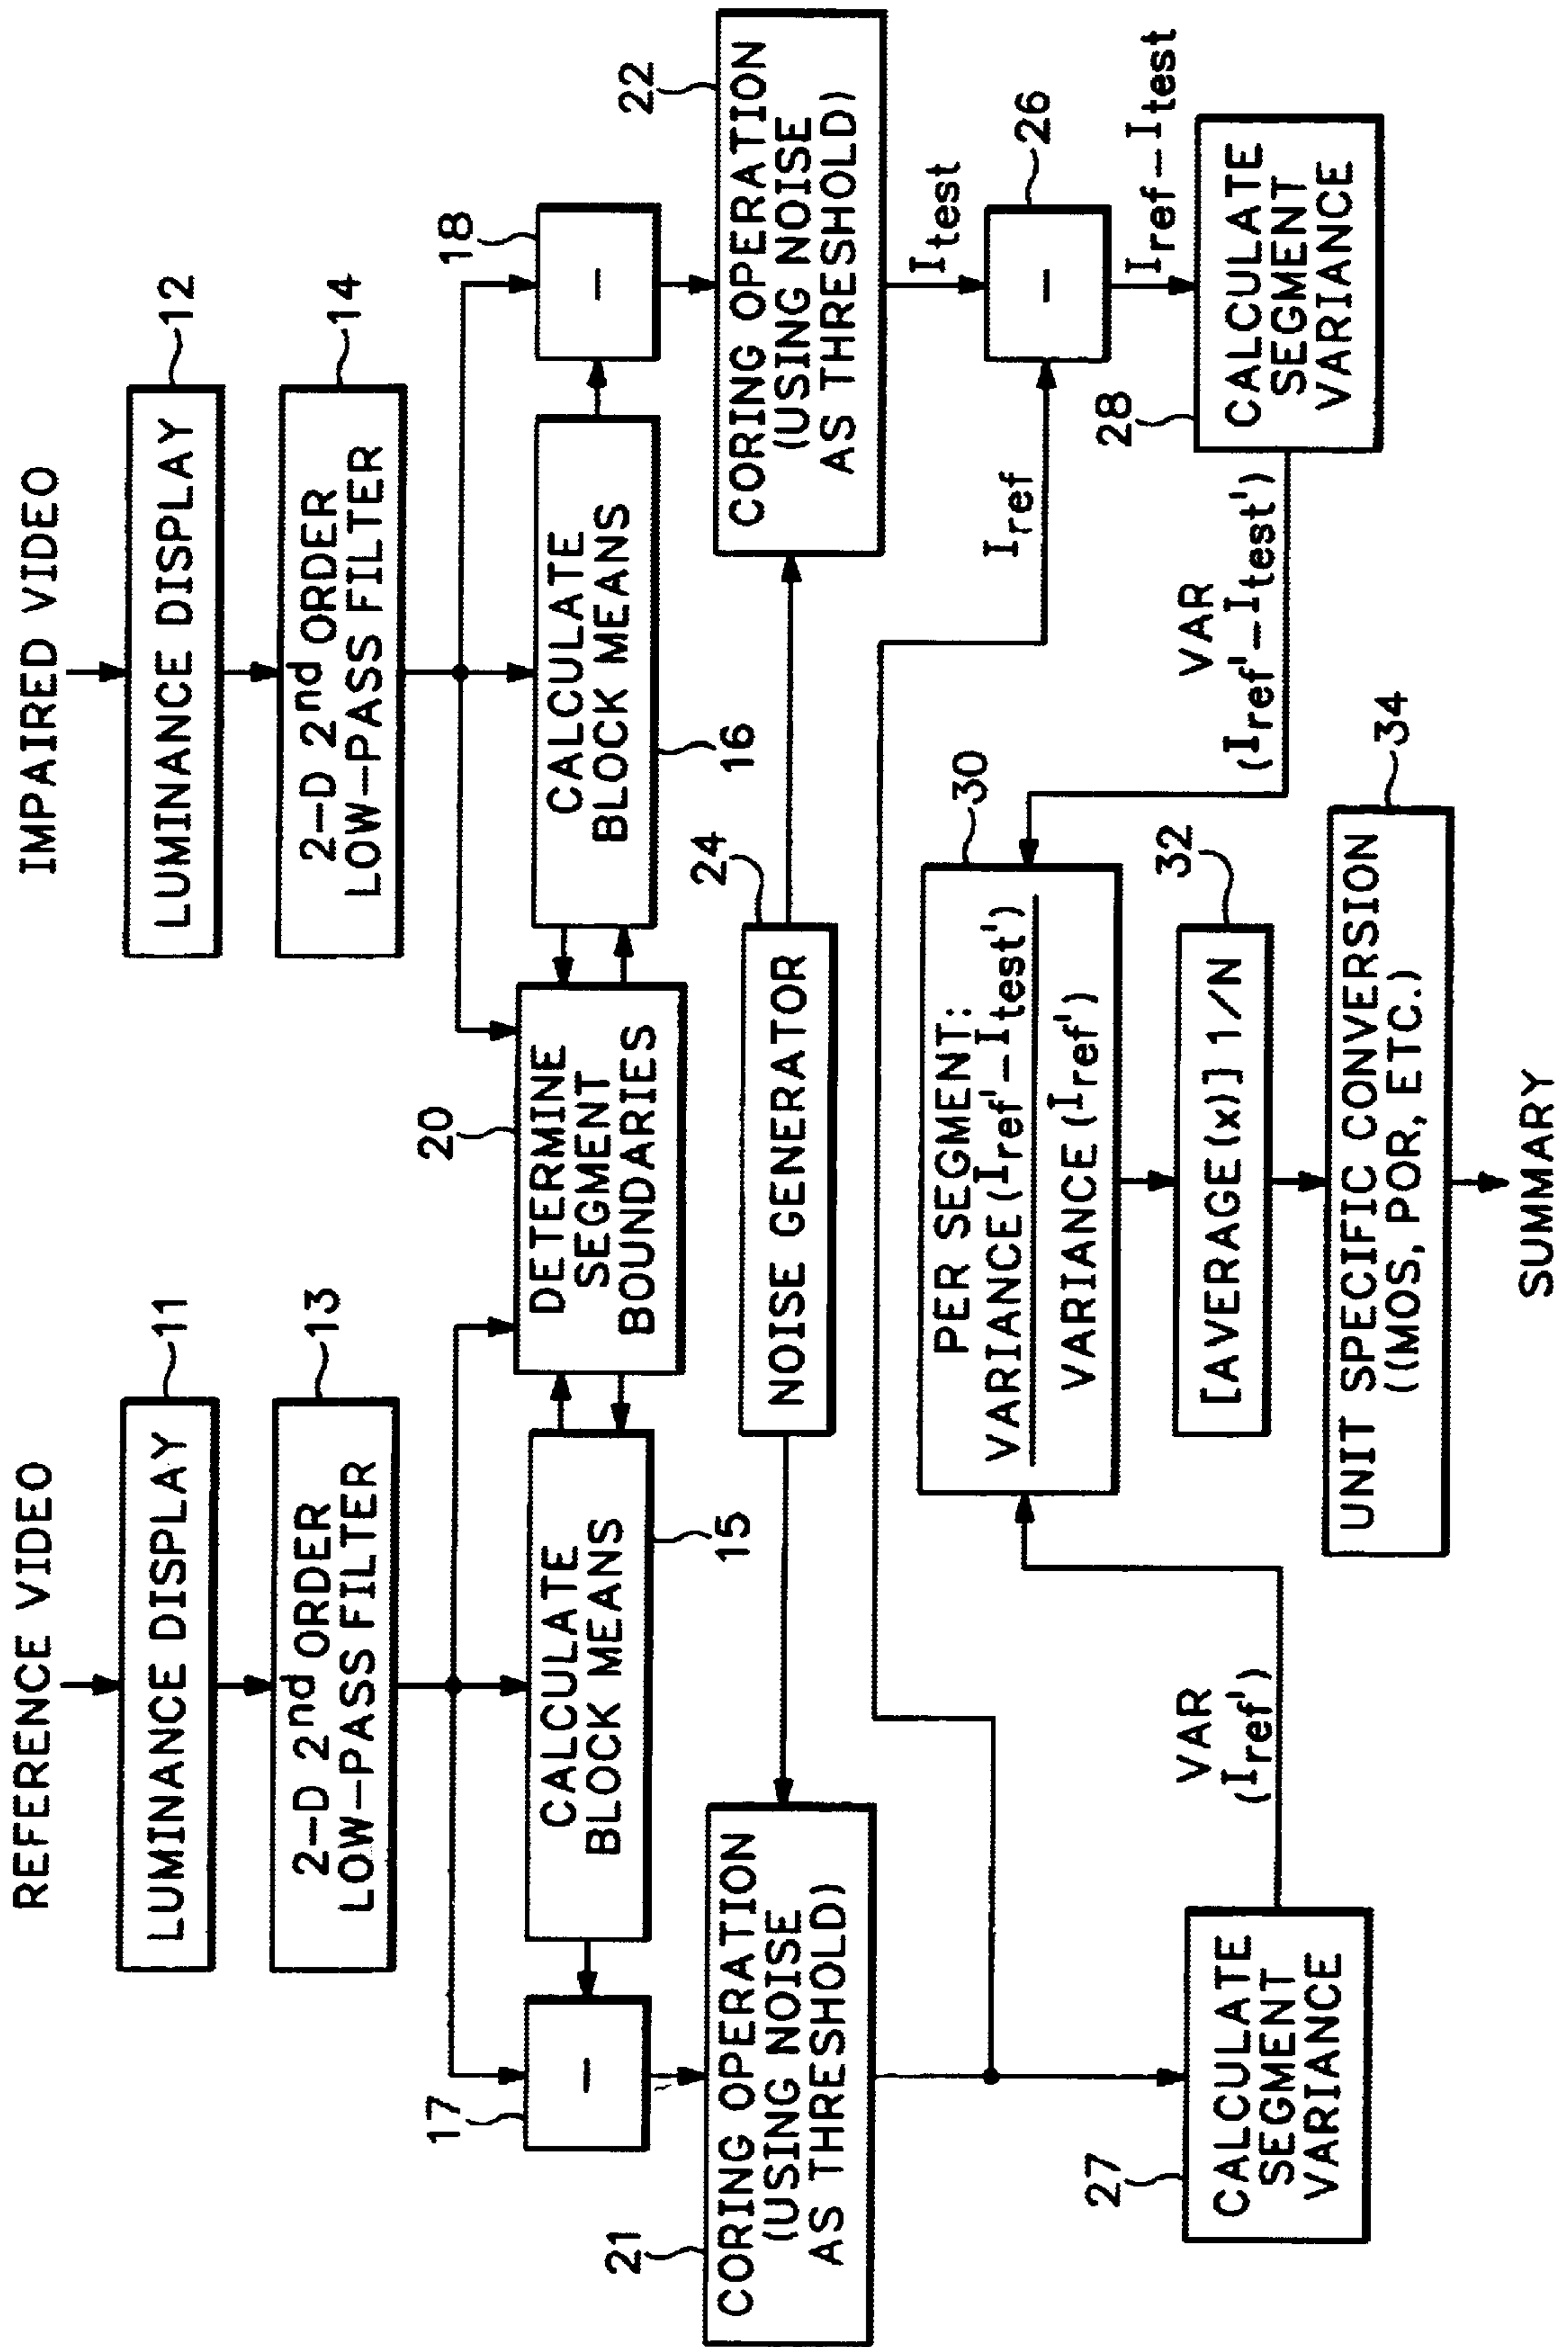 REFERENCE VIDEO
IMPAIRED VIDEO
LUMINANCE DISPLAY
11
LUMINANCE DISPLAY
12
2-D 2nd ORDER
LOW-PASS FILTER
13
2-D 2nd ORDER
LOW-PASS FILTER
14
17
-
CALCULATE
BLOCK MEANS
15
20
DETERMINE
SEGMENT
BOUNDARIES
CALCULATE
BLOCK MEANS
16
18
-
21
CORING OPERATION
(USING NOISE
AS THRESHOLD)
24
NOISE GENERATOR
22
CORING OPERATION
(USING NOISE
AS THRESHOLD)
Itest
Iref
-
26
Iref-Itest
27
CALCULATE
SEGMENT
VARIANCE
VAR
(Iref')
30
PER SEGMENT:
VARIANCE(Iref'-Itest')
VARIANCE(Iref')
VAR
(Iref'-Itest')
28
CALCULATE
SEGMENT
VARIANCE
[AVERAGE(x)] 1/N
32
UNIT SPECIFIC CONVERSION
((MOS, POR, ETC.)
34
SUMMARY